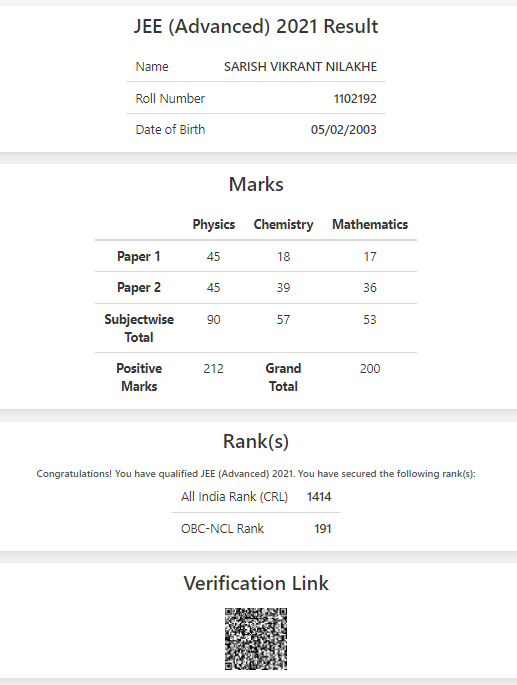 JEE (Advanced) 2021 Result
Name SARISH VIKRANT NILAKHE
Roll Number 1102192
Date of Birth 05/02/2003
Marks
Physics Chemistry Mathematics
Paper 1 45 18 17
Paper 2 45 39 36
Subjectwise Total 90 57 53
Positive Marks 212 Grand Total 200
Rank(s)
Congratulations! You have qualified JEE (Advanced) 2021. You have secured the following rank(s):
All India Rank (CRL) 1414
OBC-NCL Rank 191
Verification Link